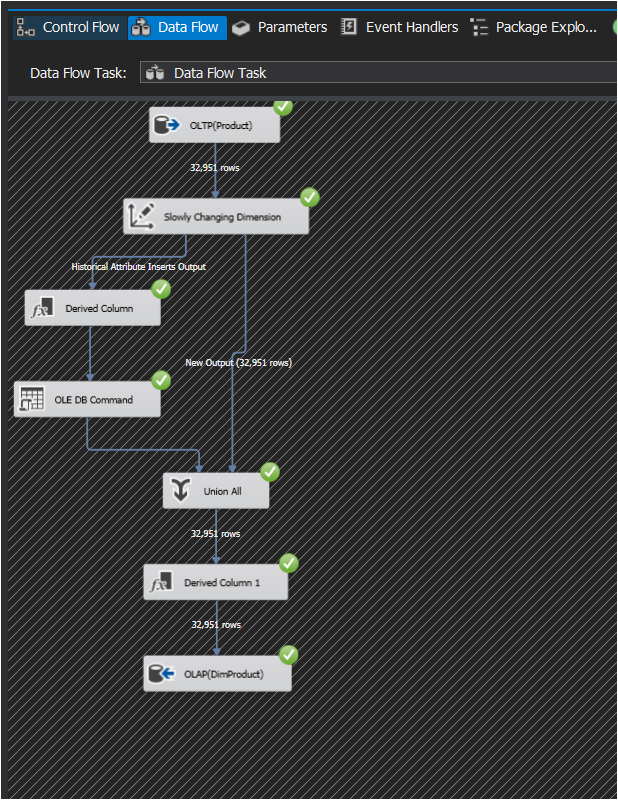 Control Flow
Data Flow
Parameters
Event Handlers
Package Explo...
Data Flow Task:
Data Flow Task
OLTP(Product)
32,951 rows
Slowly Changing Dimension
Historical Attribute Inserts Output
Derived Column
New Output (32,951 rows)
OLE DB Command
Union All
32,951 rows
Derived Column 1
32,951 rows
OLAP(DimProduct)